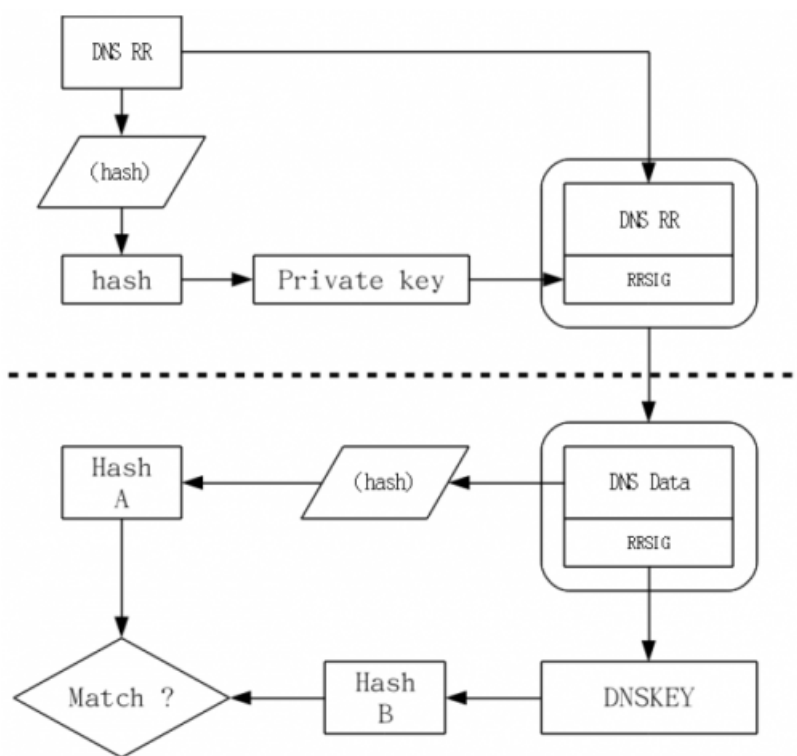 DNS RR
(hash)
DNS RR
hash
Private key
RRSIG
Hash
A
(hash)
DNS Data
RRSIG
Match ?
Hash
B
DNSKEY